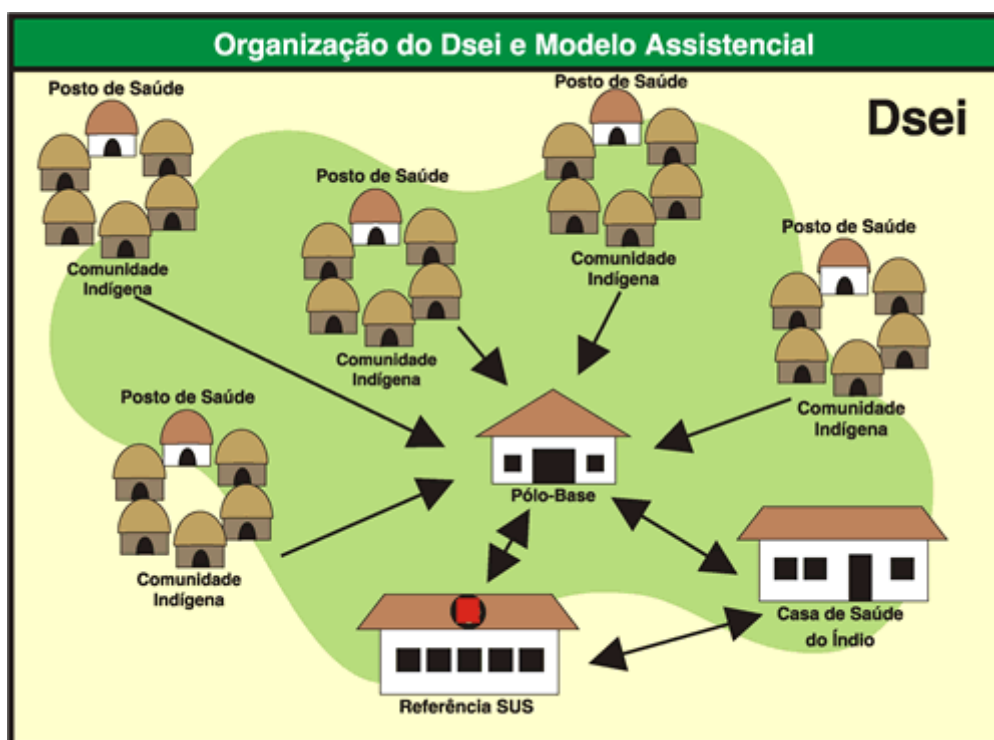 Organização do Dsei e Modelo Assistencial
Dsei
Posto de Saúde
Comunidade
Indígena
Posto de Saúde
Comunidade
Indígena
Posto de Saúde
Comunidade
Indígena
Posto de Saúde
Comunidade
Indígena
Posto de Saúde
Comunidade
Indígena
Pólo-Base
Casa de Saúde
do Índio
Referência SUS